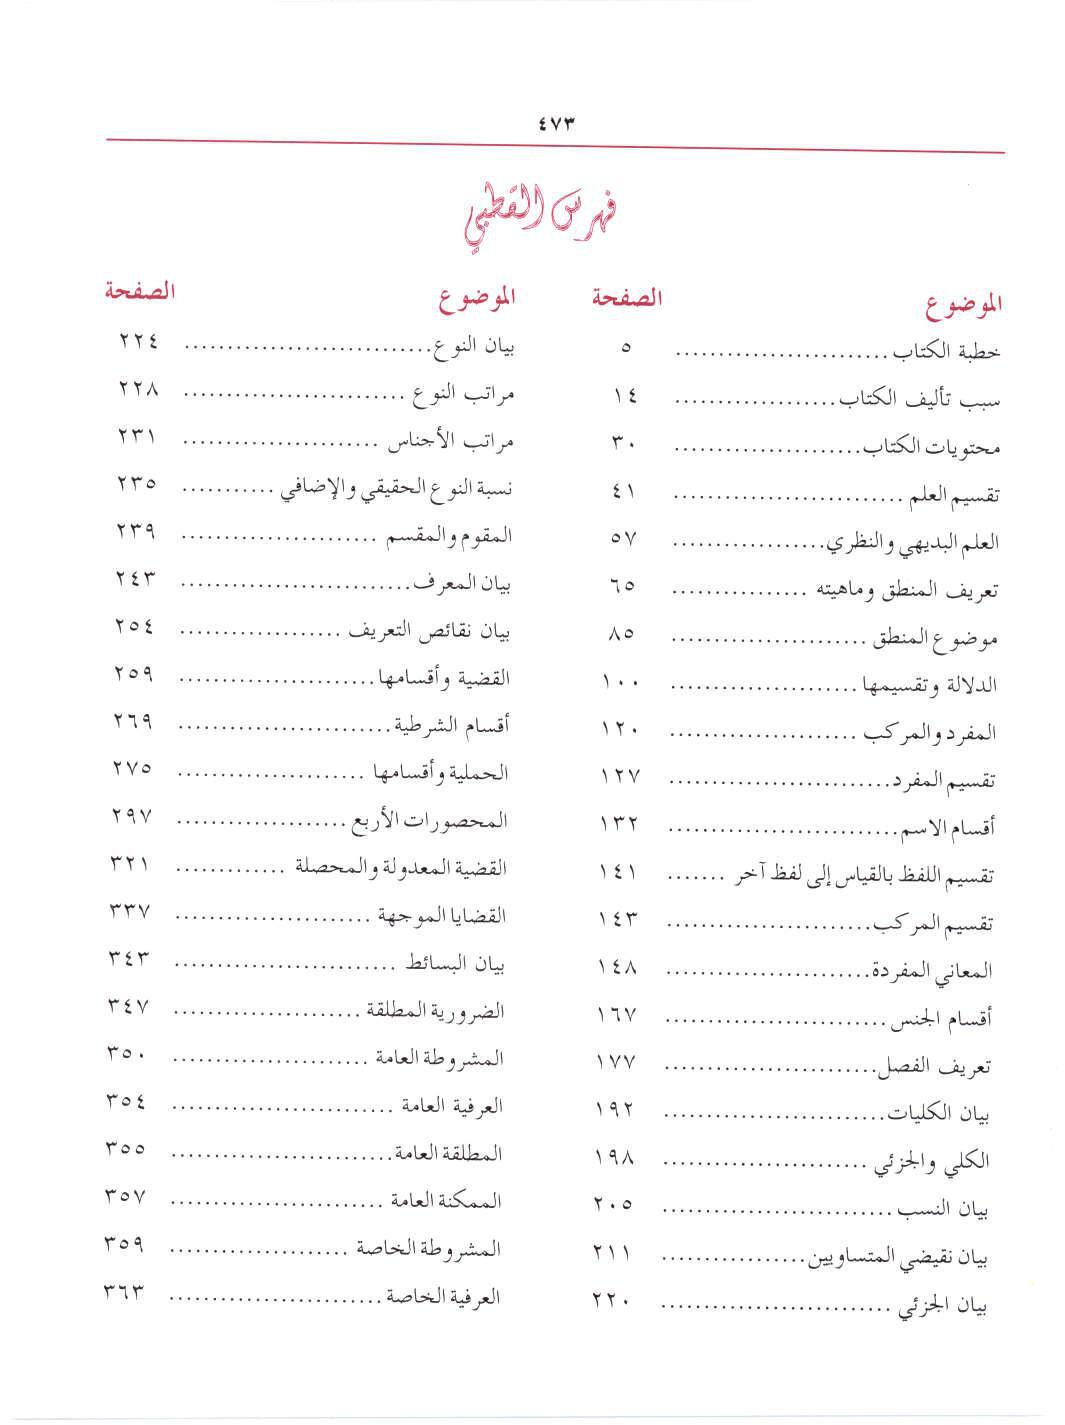 ٤٧٣
فهرس القطبي
الموضوع الصفحة
خطبة الكتاب ......................... ٥
سبب تأليف الكتاب ................... ١٤
محتويات الكتاب ...................... ٣٠
تقسيم العلم ........................... ٤١
العلم البديهي والنظري .................. ٥٧
تعريف المنطق وماهيته ................ ٦٥
موضوع المنطق ....................... ٨٥
الدلالة وتقسيمها ...................... ١٠٠
المفرد والمركب ...................... ١٢٠
تقسيم المفرد .......................... ١٢٧
أقسام الاسم ........................... ١٣٢
تقسيم اللفظ بالقياس إلى لفظ آخر ....... ١٤١
تقسيم المركب ........................ ١٤٣
المعاني المفردة ........................ ١٤٨
أقسام الجنس .......................... ١٦٧
تعريف الفصل ......................... ١٧٧
بيان الكليات .......................... ١٩٢
الكلي والجزئي ........................ ١٩٨
بيان النسب ........................... ٢٠٥
بيان نقيضي المتساويين ................. ٢١١
بيان الجزئي ........................... ٢٢٠
الموضوع الصفحة
بيان النوع ............................. ٢٢٤
مراتب النوع .......................... ٢٢٨
مراتب الأجناس ....................... ٢٣١
نسبة النوع الحقيقي والإضافي ........... ٢٣٥
المقوم والمقسم ....................... ٢٣٩
بيان المعرف ........................... ٢٤٣
بيان نقائص التعريف ................... ٢٥٤
القضية وأقسامها ....................... ٢٥٩
أقسام الشرطية ......................... ٢٦٩
الحملية وأقسامها ...................... ٢٧٥
المحصورات الأربع .................... ٢٩٧
القضية المعدولة والمحصلة ............. ٣٢١
القضايا الموجهة ....................... ٣٣٧
بيان البسائط .......................... ٣٤٣
الضرورية المطلقة ...................... ٣٤٧
المشروطة العامة ....................... ٣٥٠
العرفية العامة .......................... ٣٥٤
المطلقة العامة .......................... ٣٥٥
الممكنة العامة ......................... ٣٥٧
المشروطة الخاصة ..................... ٣٥٩
العرفية الخاصة ......................... ٣٦٣